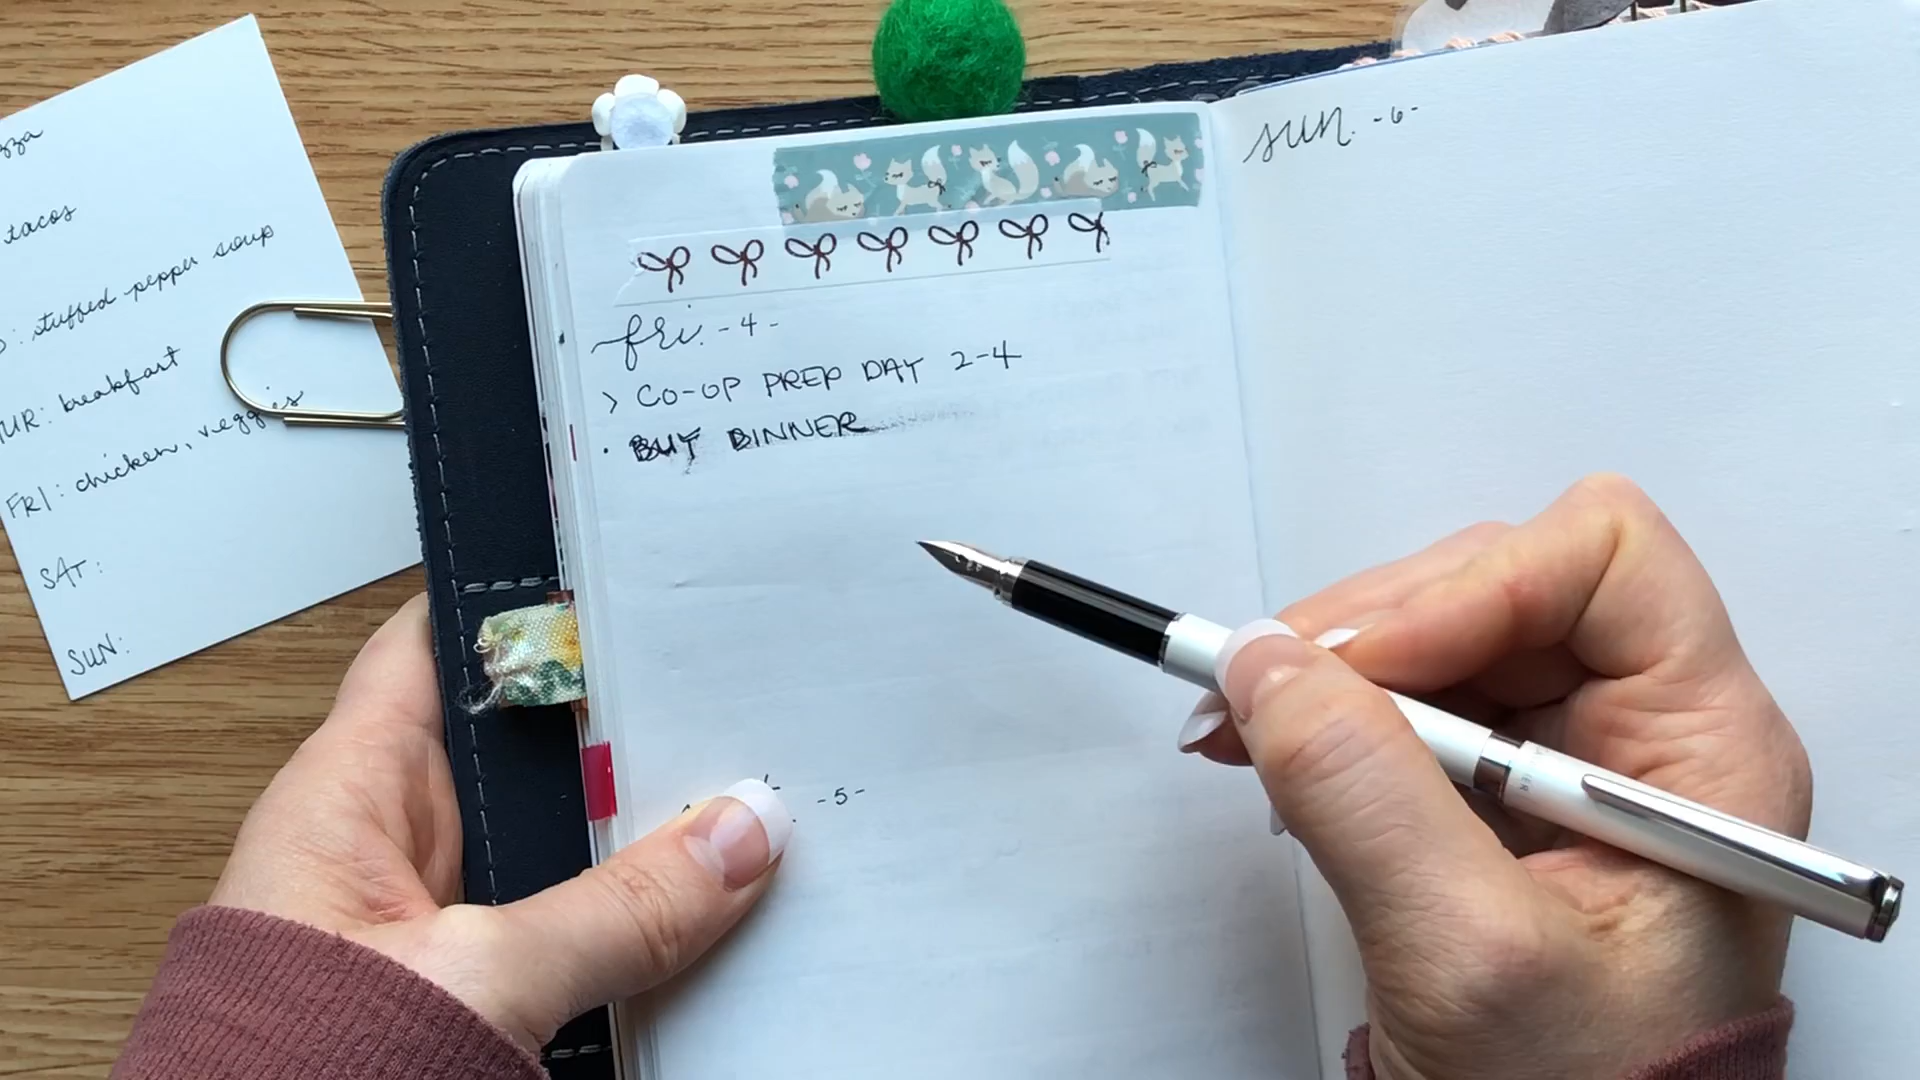 tacos
: stuffed pepper soup
: breakfast
FRI: chicken, veggies
SAT:
SUN:
fri. -4-
> CO-OP PREP DAY 2-4
• BUY DINNER
-5-
sun. -6-